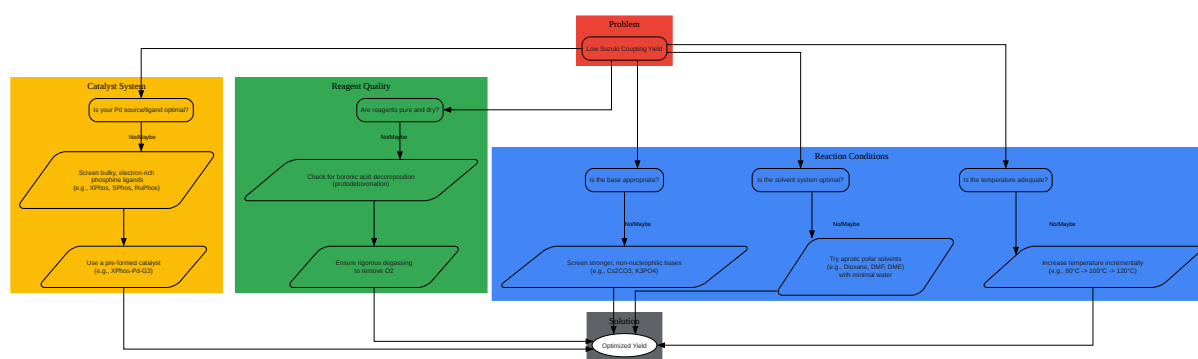 Problem
Low Suzuki Coupling Yield
Catalyst System
Is your Pd source/ligand optimal?
No/Maybe
Screen bulky, electron-rich
phosphine ligands
(e.g., XPhos, SPhos, RuPhos)
Use a pre-formed catalyst
(e.g., XPhos-Pd-G3)
Reagent Quality
Are reagents pure and dry?
No/Maybe
Check for boronic acid decomposition
(protodeboronation)
Ensure rigorous degassing
to remove O2
Reaction Conditions
Is the base appropriate?
No/Maybe
Screen stronger, non-nucleophilic bases
(e.g., Cs2CO3, K3PO4)
Is the solvent system optimal?
No/Maybe
Try aprotic polar solvents
(e.g., Dioxane, DMF, DME)
with minimal water
Is the temperature adequate?
No/Maybe
Increase temperature incrementally
(e.g., 80°C -> 100°C -> 120°C)
Solution
Optimized Yield